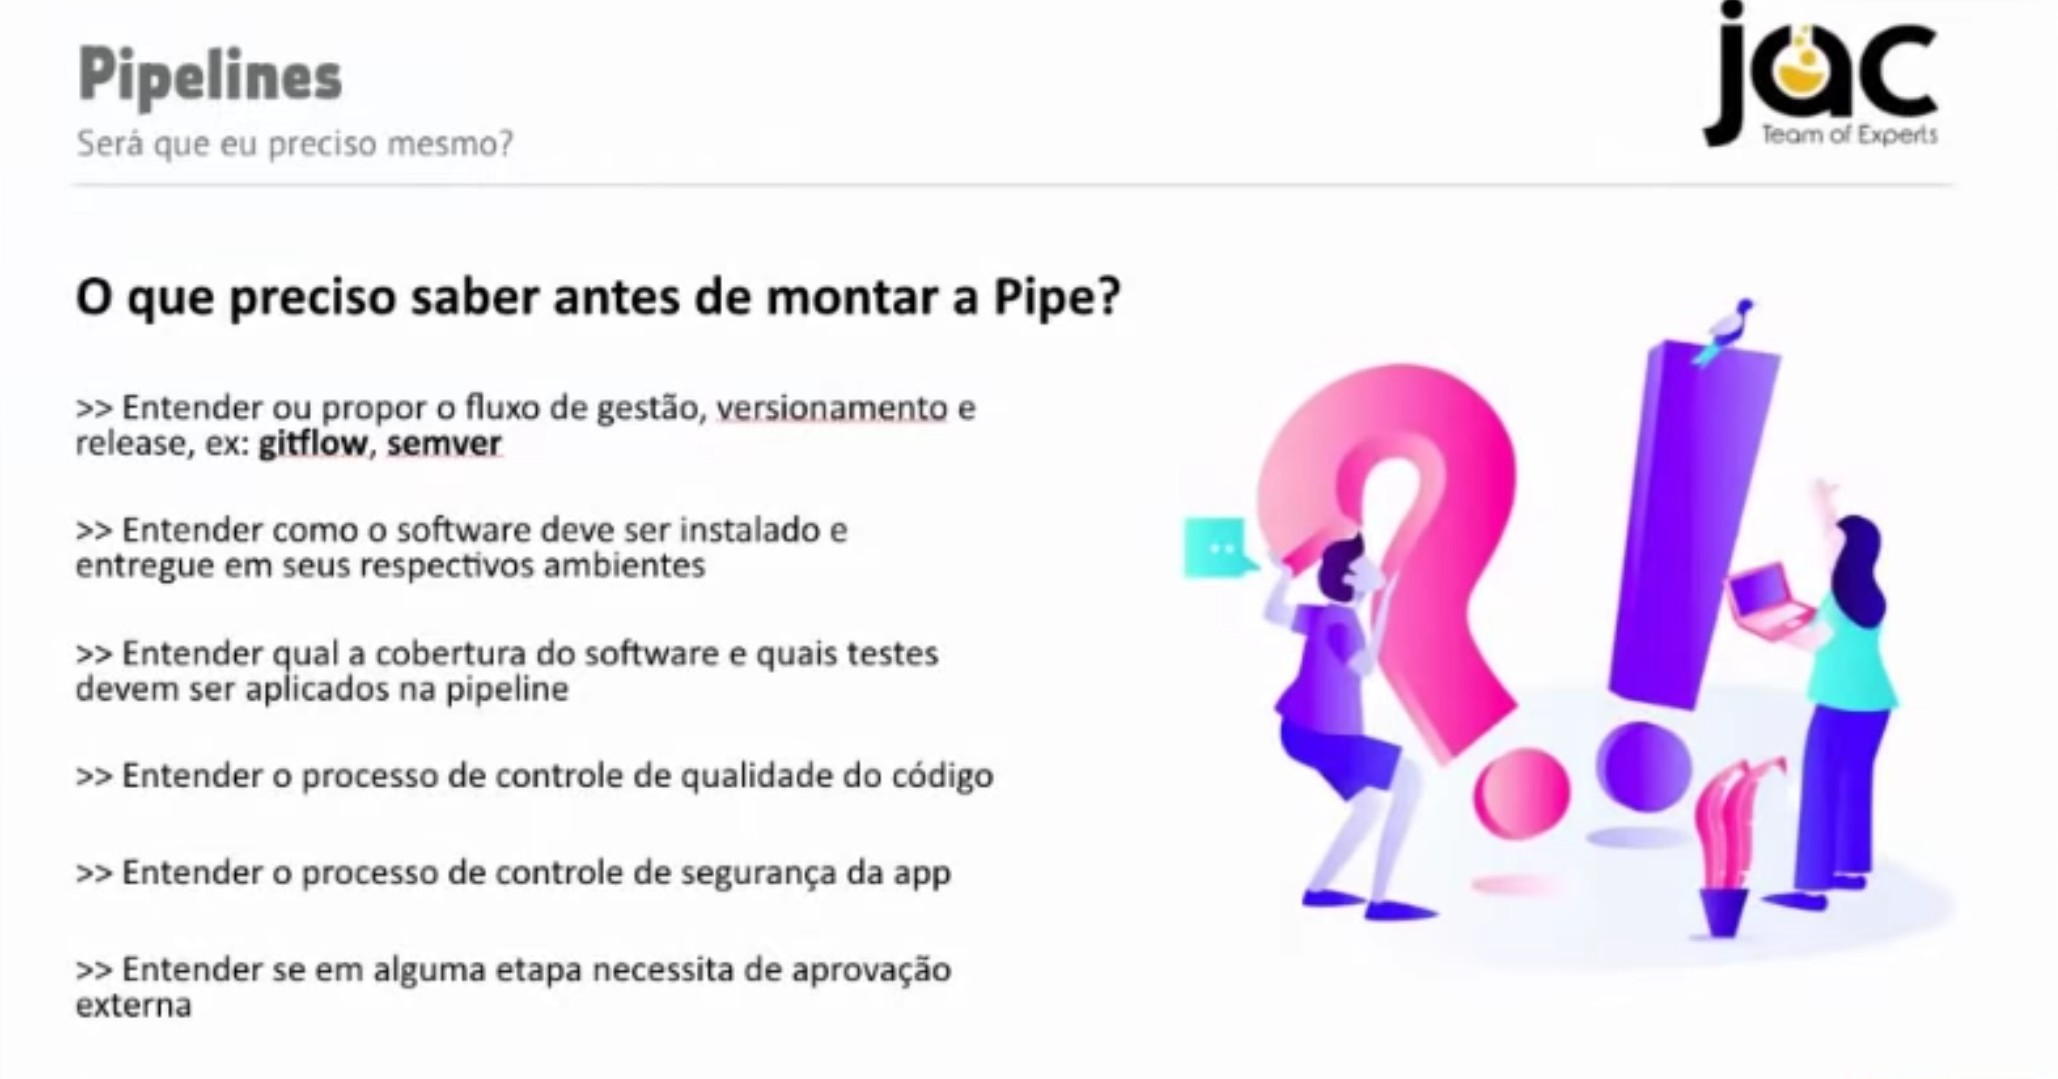 Pipelines
Será que eu preciso mesmo?
jac
Team of Experts
O que preciso saber antes de montar a Pipe?
>> Entender ou propor o fluxo de gestão, versionamento e
release, ex: gitflow, semver
>> Entender como o software deve ser instalado e
entregue em seus respectivos ambientes
>> Entender qual a cobertura do software e quais testes
devem ser aplicados na pipeline
>> Entender o processo de controle de qualidade do código
>> Entender o processo de controle de segurança da app
>> Entender se em alguma etapa necessita de aprovação
externa